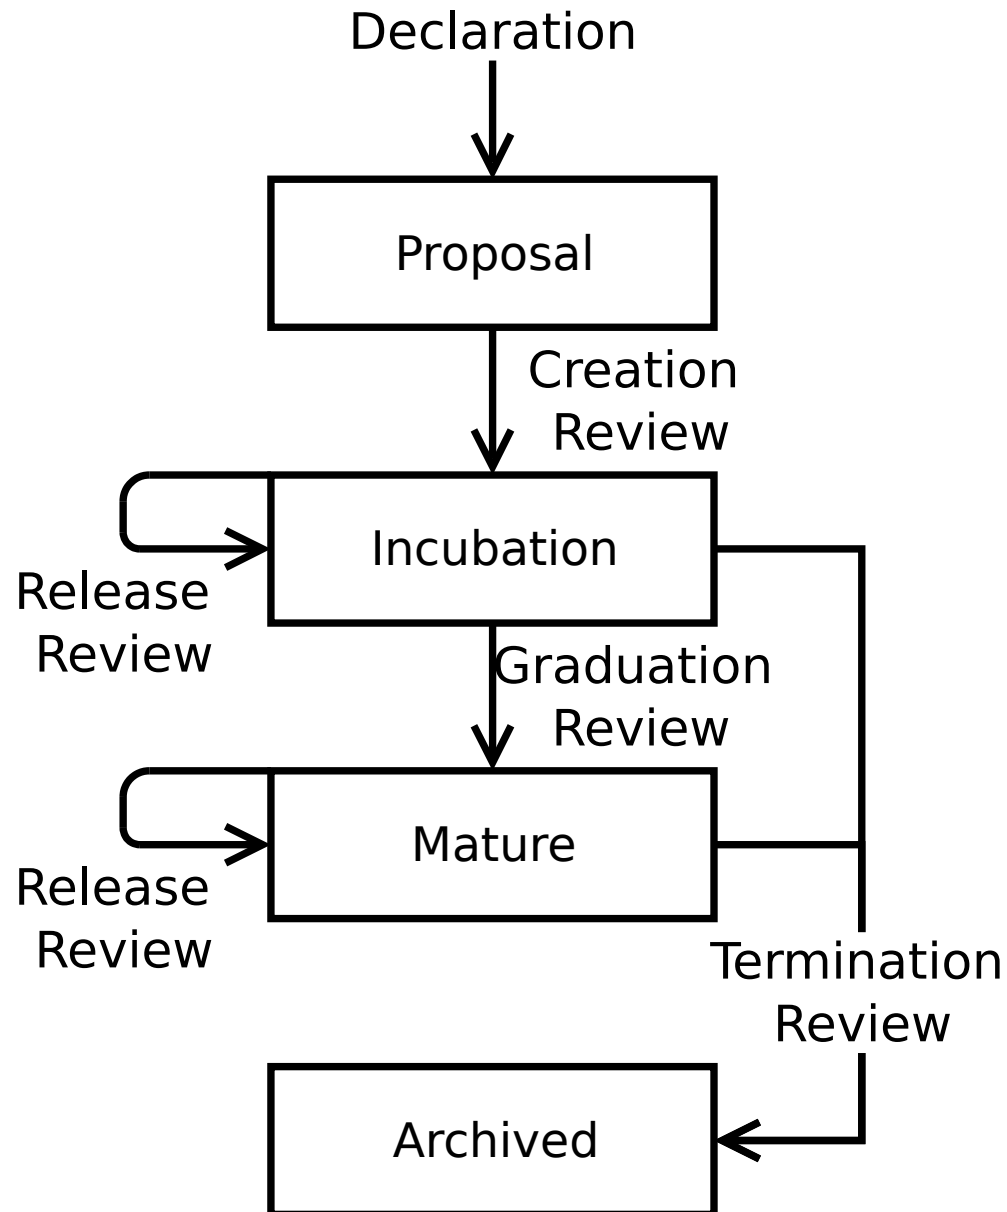 Declaration
Proposal
Creation
Review
Incubation
Release
Review
Graduation
Review
Mature
Release
Review
Termination
Review
Archived